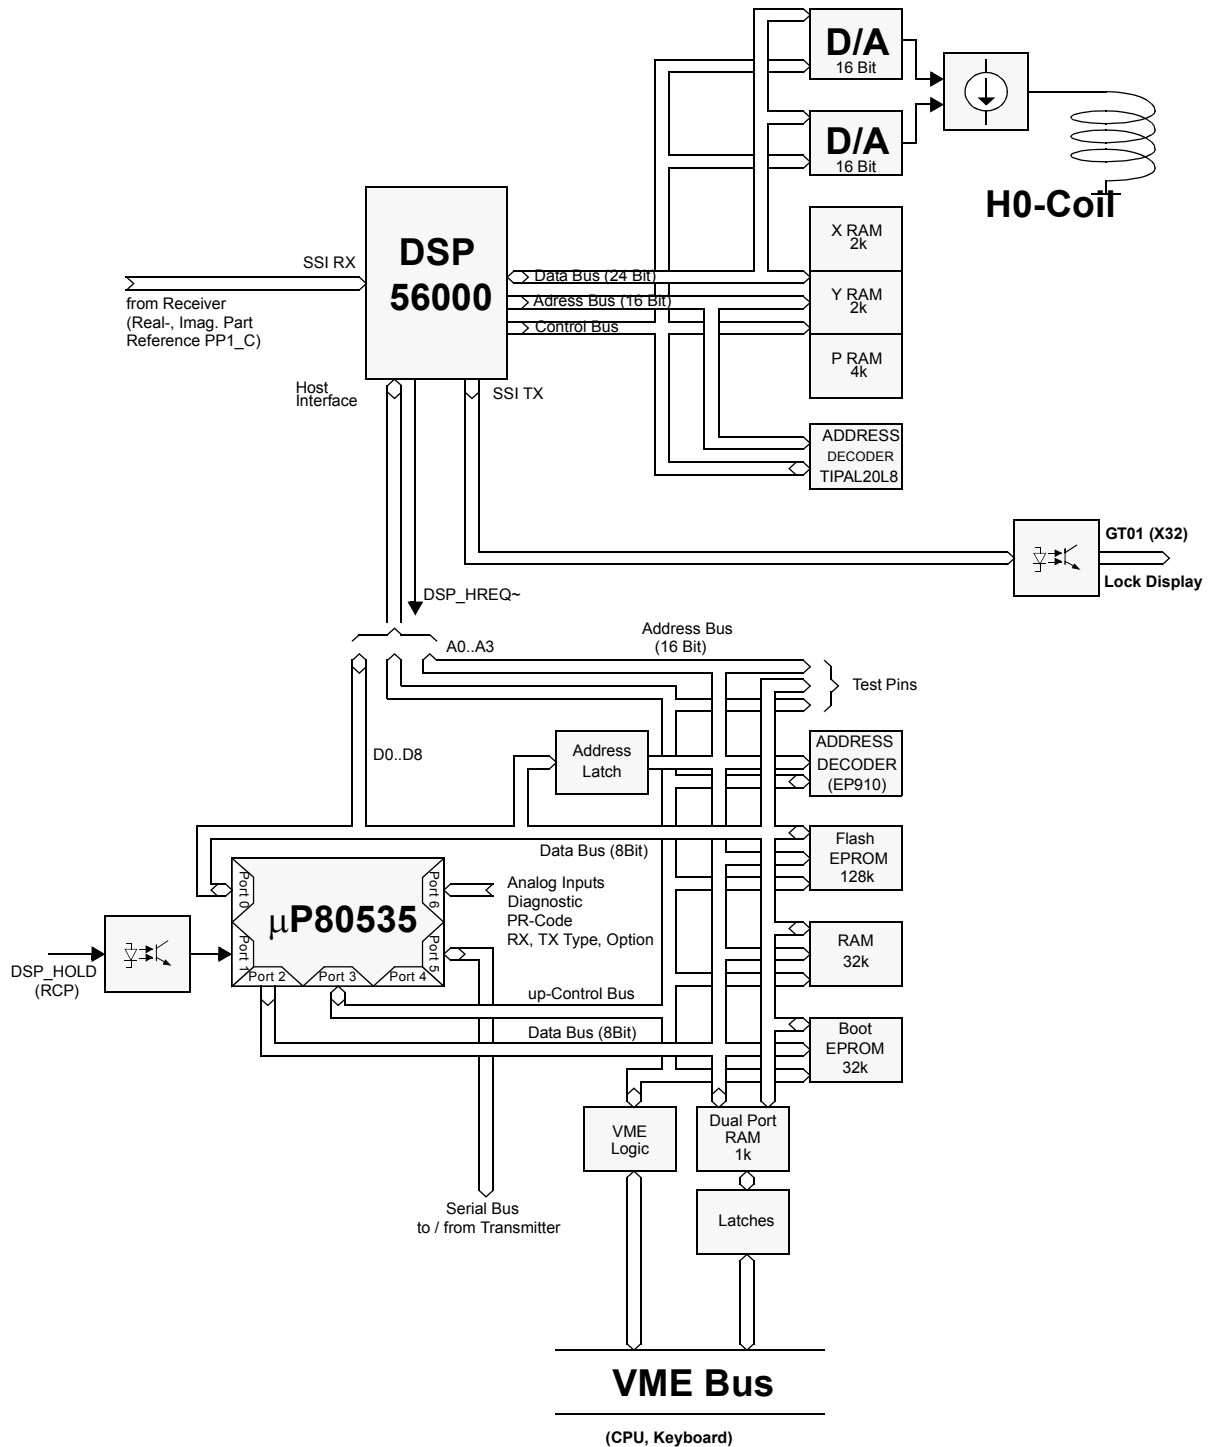 D/A
16 Bit
D/A
16 Bit
H0-Coil
X RAM
2k
Y RAM
2k
P RAM
4k
DSP
56000
SSI RX
from Receiver
(Real-, Imag. Part
Reference PP1_C)
Data Bus (24 Bit)
Adress Bus (16 Bit)
Control Bus
Host
Interface
SSI TX
ADDRESS
DECODER
TIPAL20L8
GT01 (X32)
Lock Display
DSP_HREQ~
A0..A3
Address Bus
(16 Bit)
Test Pins
D0..D8
Address
Latch
ADDRESS
DECODER
(EP910)
Data Bus (8Bit)
Flash
EPROM
128k
Port 0
Port 6
µP80535
Port 1
Port 5
Port 2
Port 3
Port 4
Analog Inputs
Diagnostic
PR-Code
RX, TX Type, Option
DSP_HOLD
(RCP)
RAM
32k
up-Control Bus
Data Bus (8Bit)
Boot
EPROM
32k
VME
Logic
Dual Port
RAM
1k
Serial Bus
to / from Transmitter
Latches
VME Bus
(CPU, Keyboard)